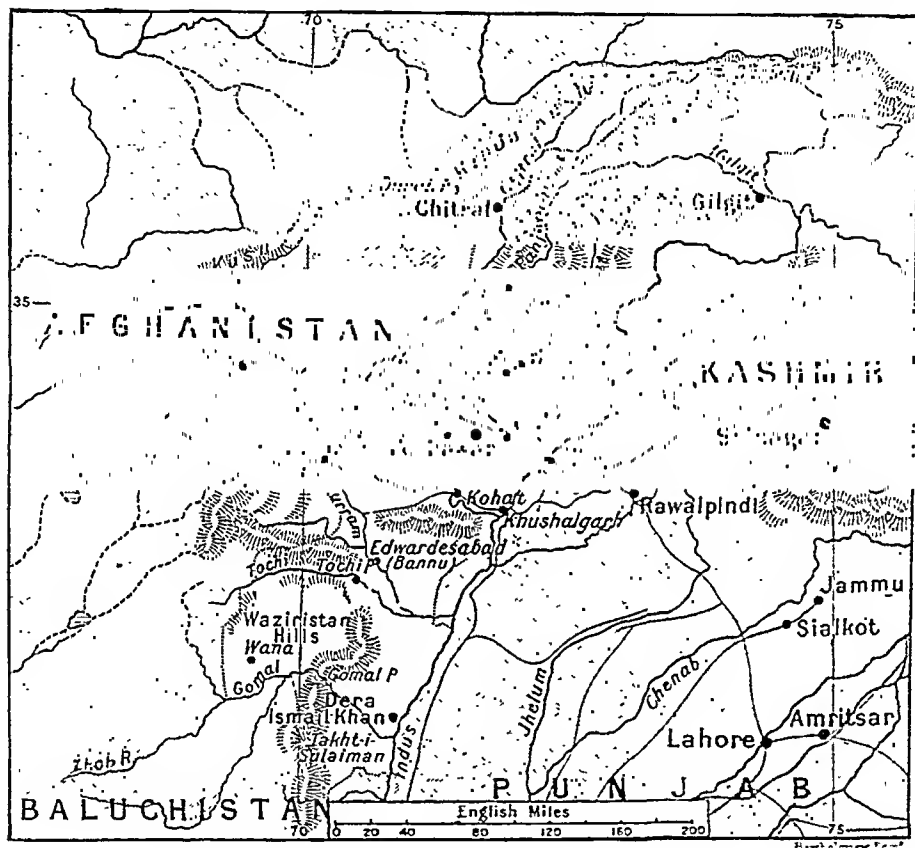 70
75
Chitral
Gilgit
35
AFGHANISTAN
KASHMIR
Kohat
Khushalgarh
Rawalpindi
Kurram
Edwardesabad
(Bannu)
Tochi
Tochi P.
Jammu
Sialkot
Waziristan
Hills
Wana
Gomal
Gomal P
Dera
Ismail Khan
Takht-i-
Sulaiman
Indus
Jhelum
Chenab
Amritsar
Lahore
Zhob R.
PUNJAB
BALUCHISTAN
English Miles
70
0 20 40 80 120 160 200
75